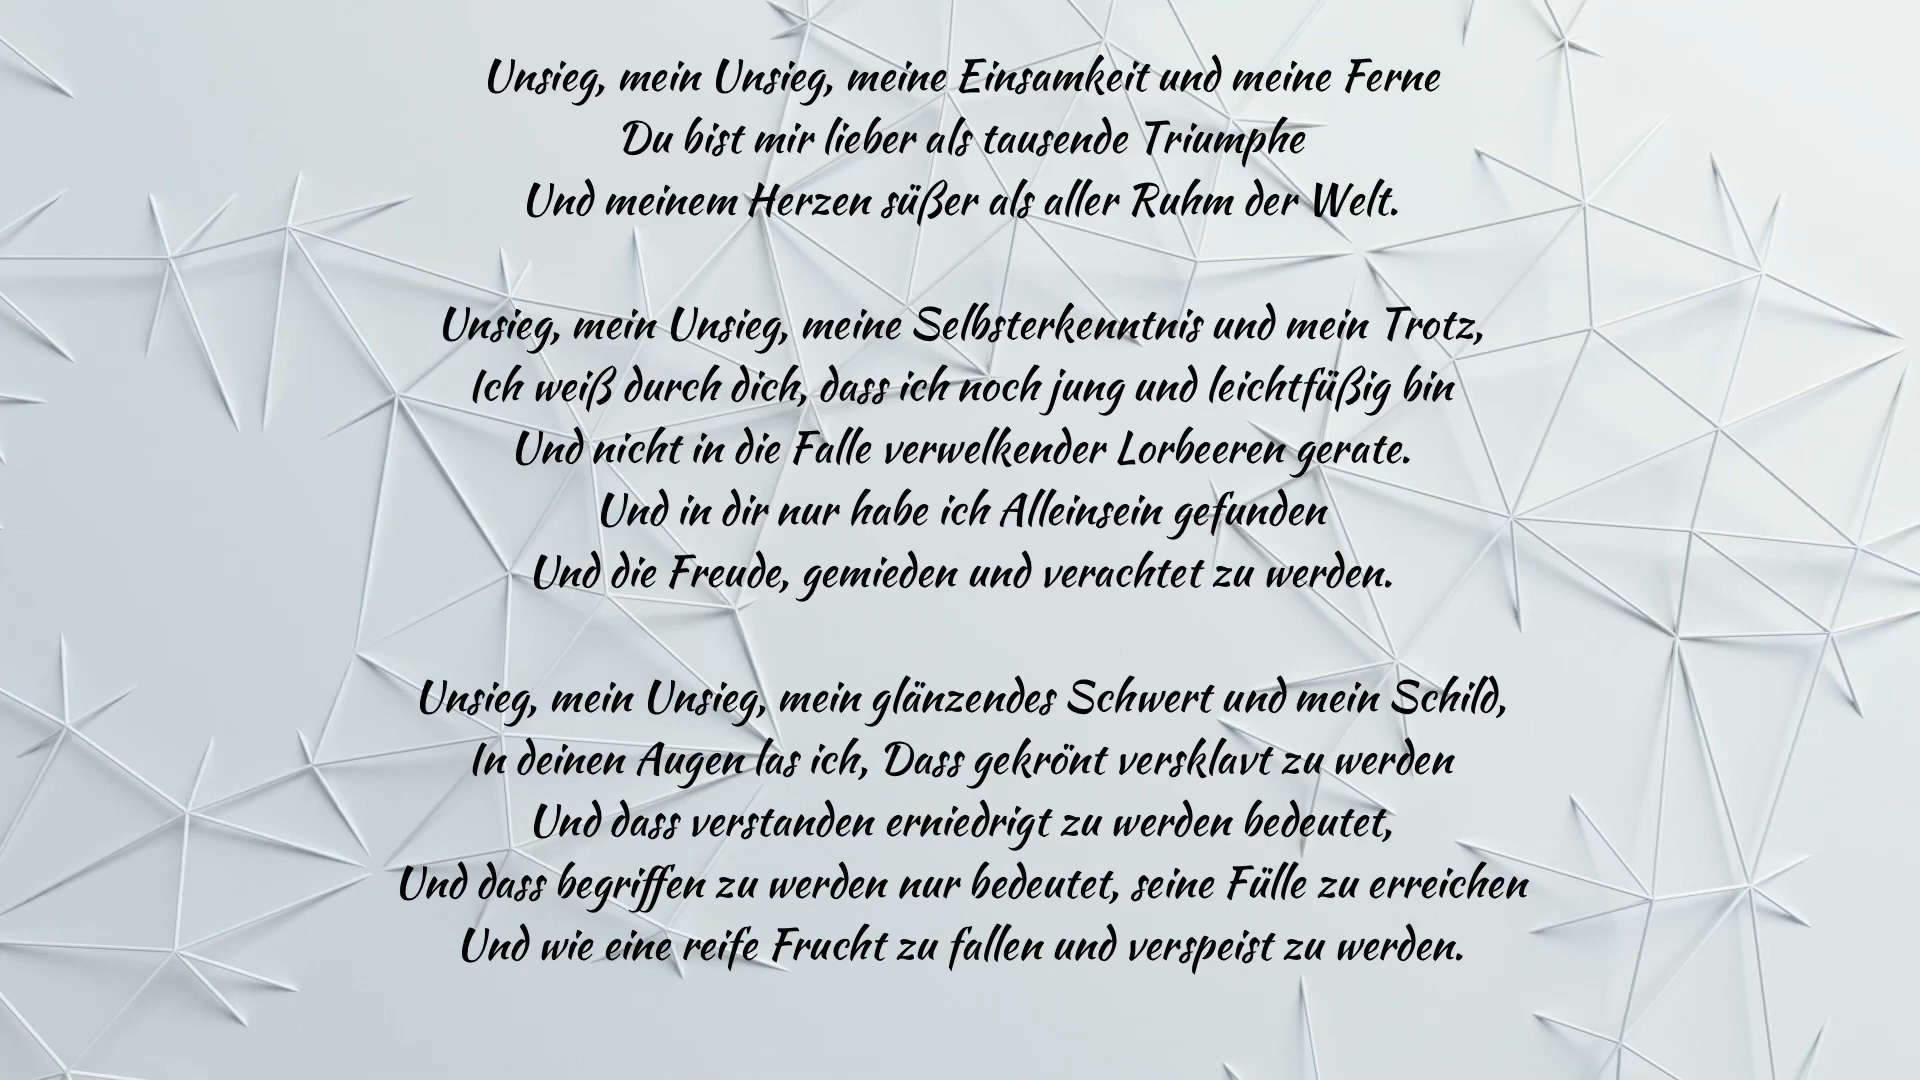 Unsieg, mein Unsieg, meine Einsamkeit und meine Ferne
Du bist mir lieber als tausende Triumphe
Und meinem Herzen süßer als aller Ruhm der Welt.
Unsieg, mein Unsieg, meine Selbsterkenntnis und mein Trotz,
Ich weiß durch dich, dass ich noch jung und leichtfüßig bin
Und nicht in die Falle verwelkender Lorbeeren gerate.
Und in dir nur habe ich Alleinsein gefunden
Und die Freude, gemieden und verachtet zu werden.
Unsieg, mein Unsieg, mein glänzendes Schwert und mein Schild,
In deinen Augen las ich, Dass gekrönt versklavt zu werden
Und dass verstanden erniedrigt zu werden bedeutet,
Und dass begriffen zu werden nur bedeutet, seine Fülle zu erreichen
Und wie eine reife Frucht zu fallen und verspeist zu werden.